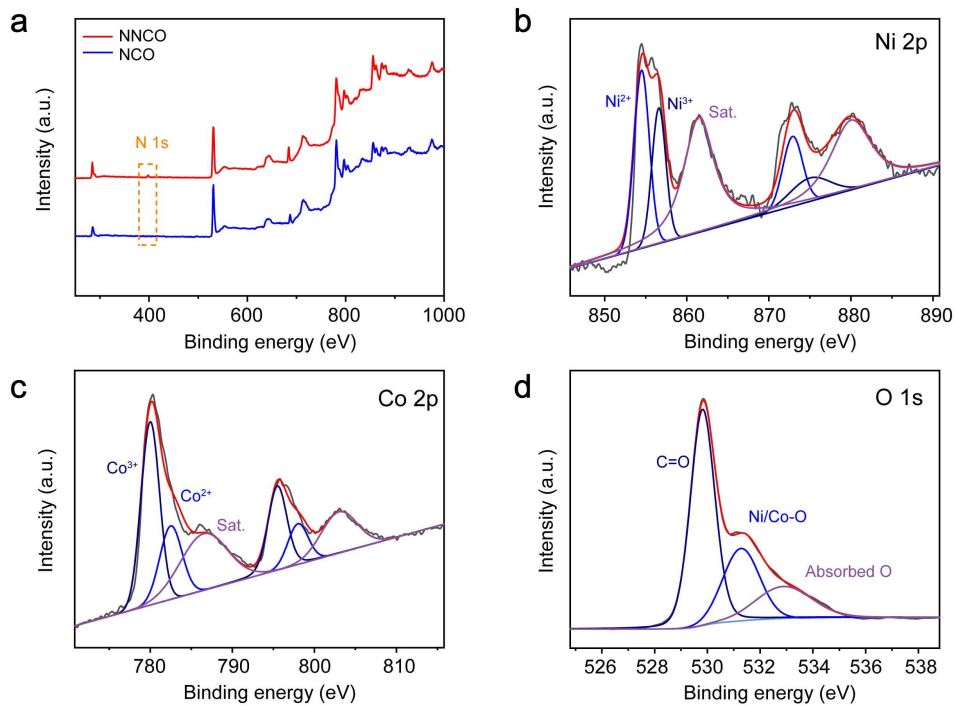 a
NNCO
NCO
N 1s
Intensity (a.u.)
400 600 800 1000
Binding energy (eV)
b
Ni 2p
Ni²⁺
Ni³⁺
Sat.
Intensity (a.u.)
850 860 870 880 890
Binding energy (eV)
c
Co 2p
Co³⁺
Co²⁺
Sat.
Intensity (a.u.)
780 790 800 810
Binding energy (eV)
d
O 1s
C=O
Ni/Co-O
Absorbed O
Intensity (a.u.)
526 528 530 532 534 536 538
Binding energy (eV)